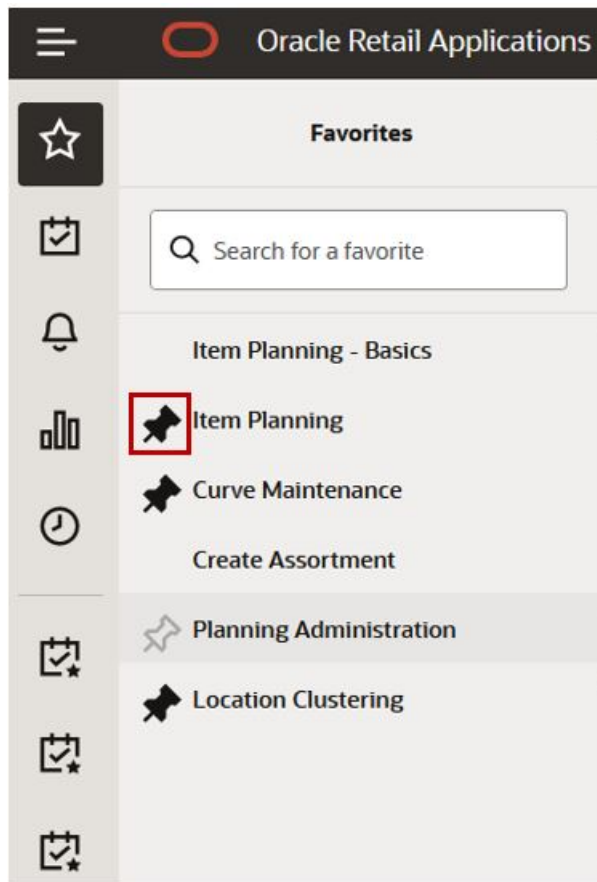 Oracle Retail Applications
Favorites
Search for a favorite
Item Planning - Basics
Item Planning
Curve Maintenance
Create Assortment
Planning Administration
Location Clustering